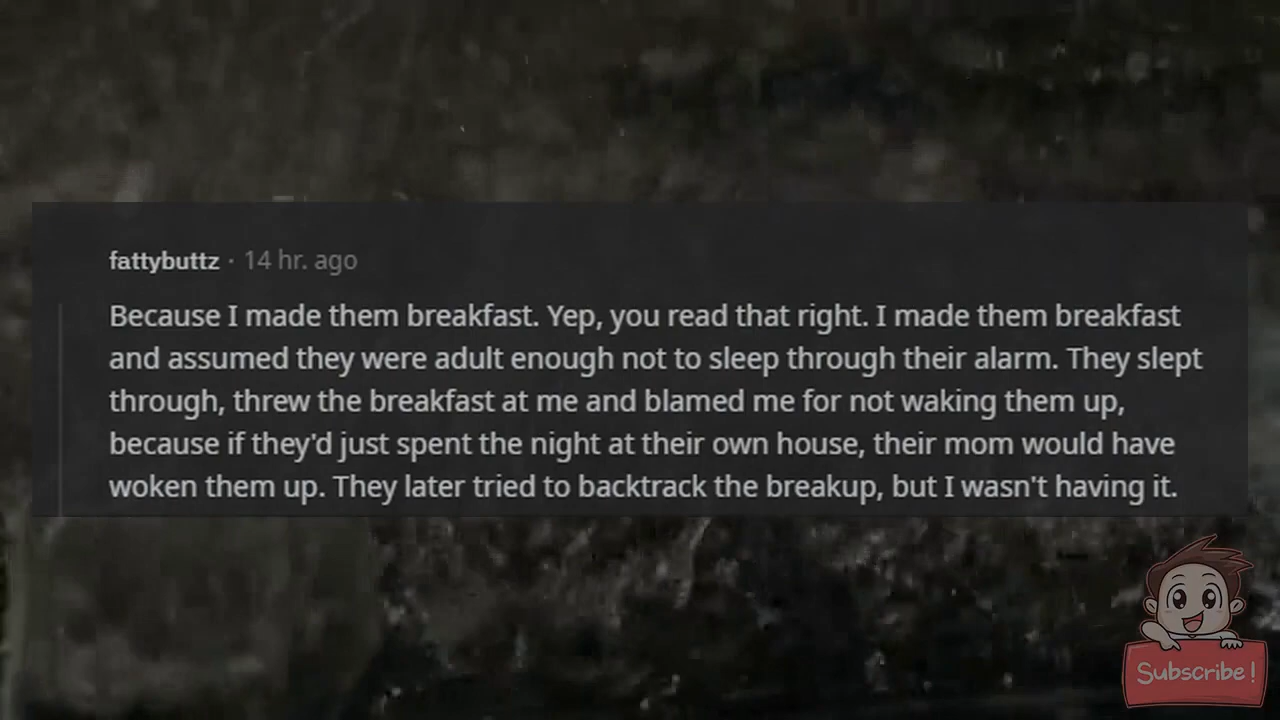 fattybuttz · 14 hr. ago
Because I made them breakfast. Yep, you read that right. I made them breakfast
and assumed they were adult enough not to sleep through their alarm. They slept
through, threw the breakfast at me and blamed me for not waking them up,
because if they'd just spent the night at their own house, their mom would have
woken them up. They later tried to backtrack the breakup, but I wasn't having it.
Subscribe!